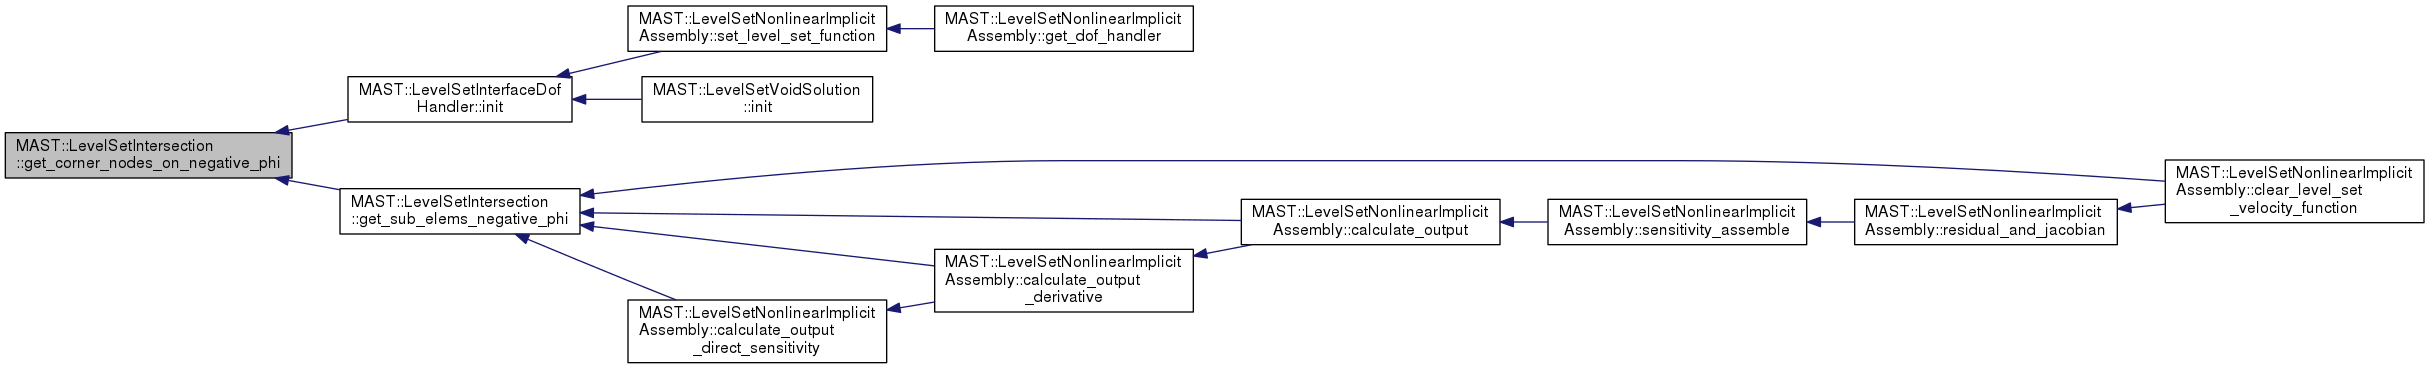 MAST::LevelSetNonlinearImplicit
Assembly::set_level_set_function
MAST::LevelSetNonlinearImplicit
Assembly::get_dof_handler
MAST::LevelSetInterfaceDof
Handler::init
MAST::LevelSetVoidSolution
::init
MAST::LevelSetIntersection
::get_corner_nodes_on_negative_phi
MAST::LevelSetIntersection
::get_sub_elems_negative_phi
MAST::LevelSetNonlinearImplicit
Assembly::calculate_output
_direct_sensitivity
MAST::LevelSetNonlinearImplicit
Assembly::calculate_output
_derivative
MAST::LevelSetNonlinearImplicit
Assembly::calculate_output
MAST::LevelSetNonlinearImplicit
Assembly::sensitivity_assemble
MAST::LevelSetNonlinearImplicit
Assembly::residual_and_jacobian
MAST::LevelSetNonlinearImplicit
Assembly::clear_level_set
_velocity_function